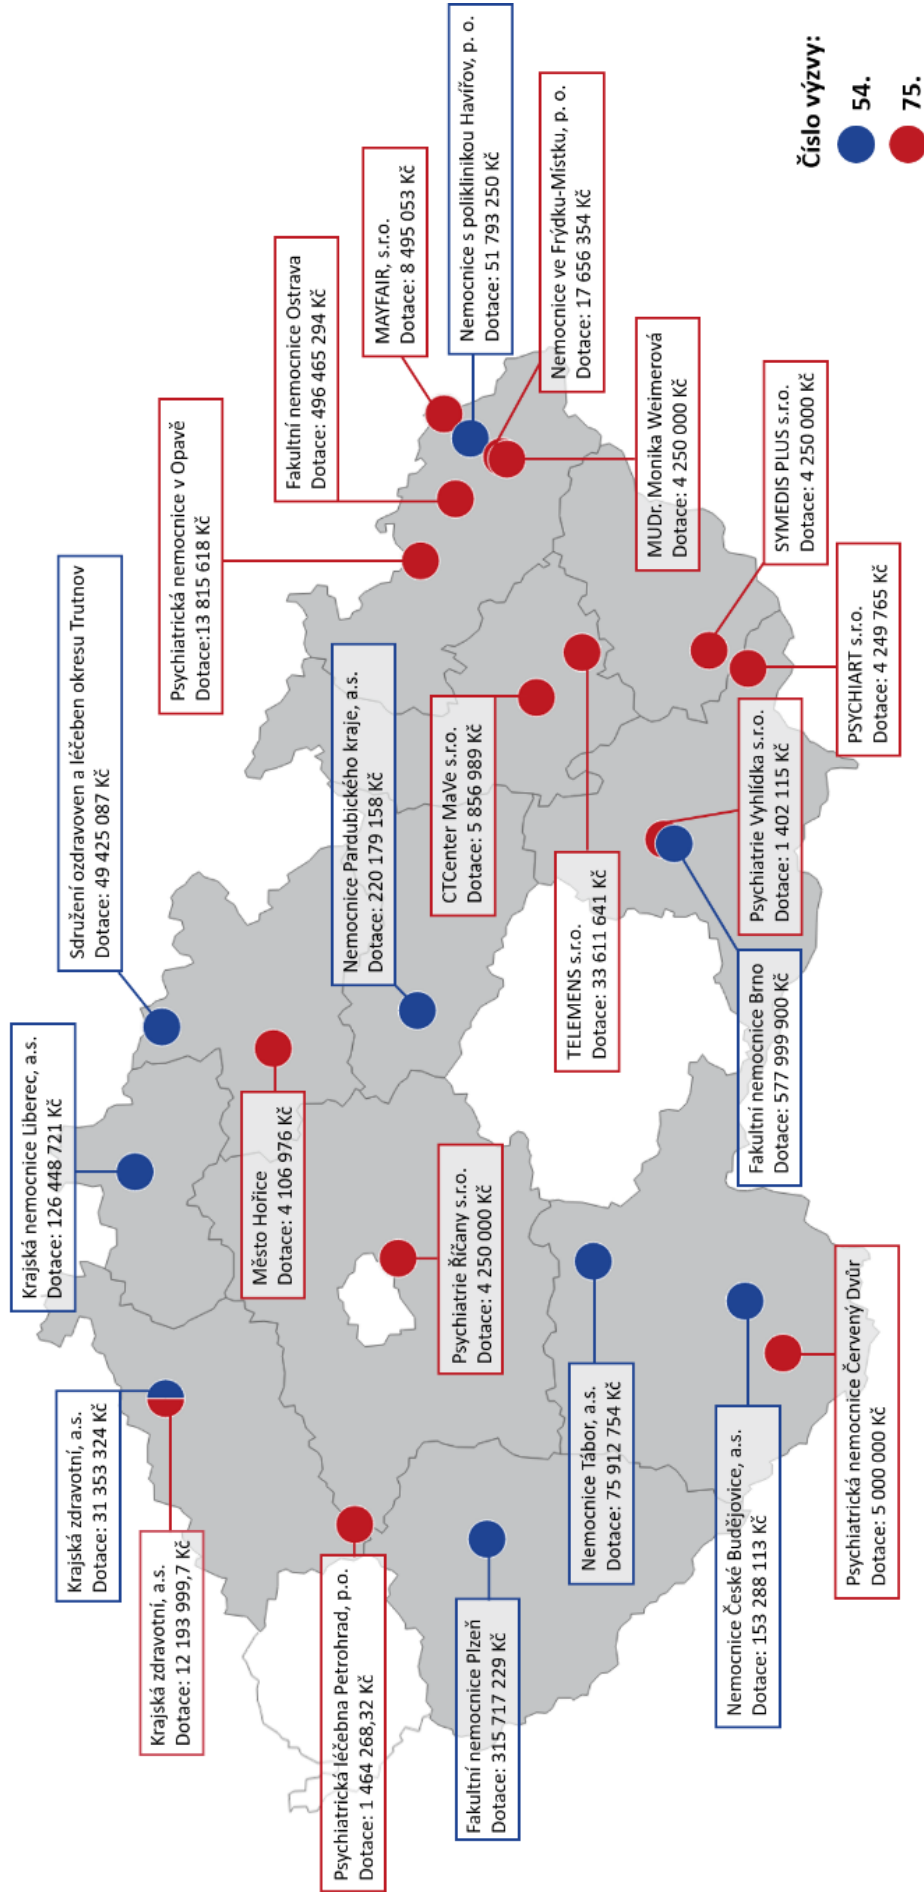 Krajská nemocnice Liberec, a.s.
Dotace: 126 448 721 Kč
Sdružení ozdravoven a léčeben okresu Trutnov
Dotace: 49 425 087 Kč
Krajská zdravotní, a.s.
Dotace: 31 353 324 Kč
Krajská zdravotní, a.s.
Dotace: 12 193 999,7 Kč
Psychiatrická nemocnice v Opavě
Dotace:13 815 618 Kč
Fakultní nemocnice Ostrava
Dotace: 496 465 294 Kč
MAYFAIR, s.r.o.
Dotace: 8 495 053 Kč
Město Hořice
Dotace: 4 106 976 Kč
Nemocnice Pardubického kraje, a.s.
Dotace: 220 179 158 Kč
Nemocnice s poliklinikou Havířov, p. o.
Dotace: 51 793 250 Kč
Psychiatrická léčebna Petrohrad, p.o.
Dotace: 1 464 268,32 Kč
Psychiatrie Říčany s.r.o.
Dotace: 4 250 000 Kč
CTCenter MaVe s.r.o.
Dotace: 5 856 989 Kč
Nemocnice ve Frýdku-Místku, p. o.
Dotace: 17 656 354 Kč
Fakultní nemocnice Plzeň
Dotace: 315 717 229 Kč
TELEMENS s.r.o.
Dotace: 33 611 641 Kč
Nemocnice Tábor, a.s.
Dotace: 75 912 754 Kč
MUDr. Monika Weimerová
Dotace: 4 250 000 Kč
Nemocnice České Budějovice, a.s.
Dotace: 153 288 113 Kč
Fakultní nemocnice Brno
Dotace: 577 999 900 Kč
Psychiatrie Vyhlídka s.r.o.
Dotace: 1 402 115 Kč
SYMEDIS PLUS s.r.o.
Dotace: 4 250 000 Kč
Psychiatrická nemocnice Červený Dvůr
Dotace: 5 000 000 Kč
PSYCHIART s.r.o.
Dotace: 4 249 765 Kč
Číslo výzvy:
54.
75.